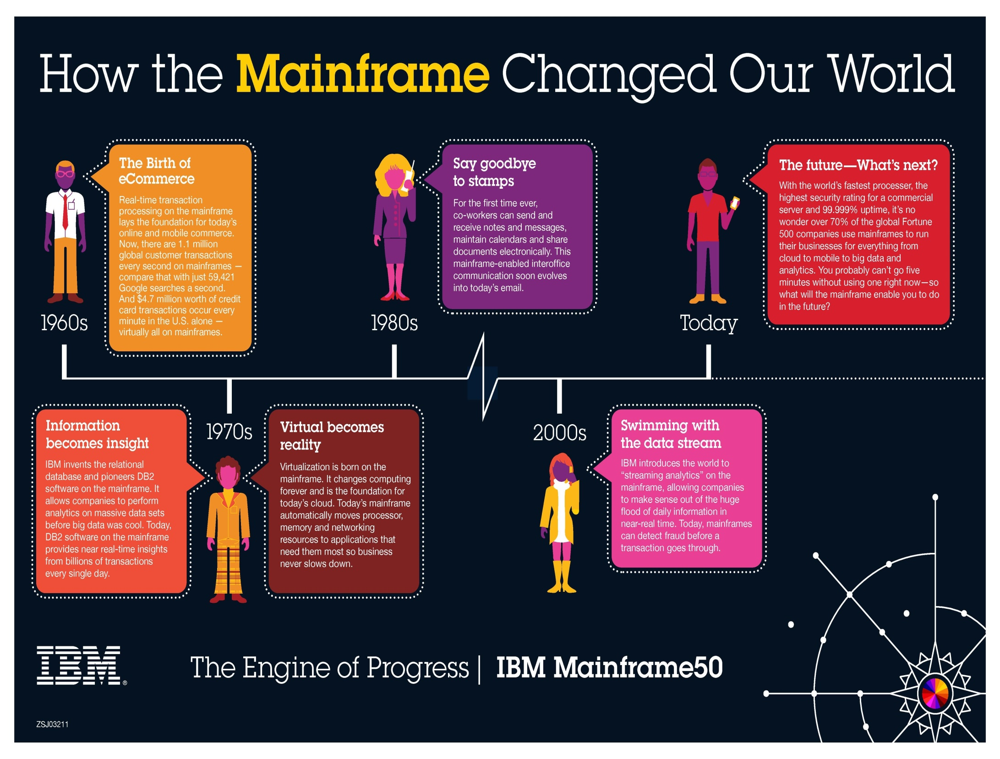 How the Mainframe Changed Our World
The Birth of
eCommerce
Real-time transaction
processing on the mainframe
lays the foundation for today's
online and mobile commerce.
Now, there are 1.1 million
global customer transactions
every second on mainframes —
compare that with just 59,421
Google searches a second.
And $4.7 million worth of credit
card transactions occur every
minute in the U.S. alone —
virtually all on mainframes.
1960s
Say goodbye
to stamps
For the first time ever,
co-workers can send and
receive notes and messages,
maintain calendars and share
documents electronically. This
mainframe-enabled interoffice
communication soon evolves
into today's email.
1980s
The future—What's next?
With the world's fastest processer, the
highest security rating for a commercial
server and 99.999% uptime, it's no
wonder over 70% of the global Fortune
500 companies use mainframes to run
their businesses for everything from
cloud to mobile to big data and
analytics. You probably can't go five
minutes without using one right now—so
what will the mainframe enable you to do
in the future?
Today
Information
becomes insight
IBM invents the relational
database and pioneers DB2
software on the mainframe. It
allows companies to perform
analytics on massive data sets
before big data was cool. Today,
DB2 software on the mainframe
provides near real-time insights
from billions of transactions
every single day.
1970s
Virtual becomes
reality
Virtualization is born on the
mainframe. It changes computing
forever and is the foundation for
today's cloud. Today's mainframe
automatically moves processor,
memory and networking
resources to applications that
need them most so business
never slows down.
2000s
Swimming with
the data stream
IBM introduces the world to
“streaming analytics” on the
mainframe, allowing companies
to make sense out of the huge
flood of daily information in
near-real time. Today, mainframes
can detect fraud before a
transaction goes through.
IBM®
The Engine of Progress | IBM Mainframe50
ZSJ03211